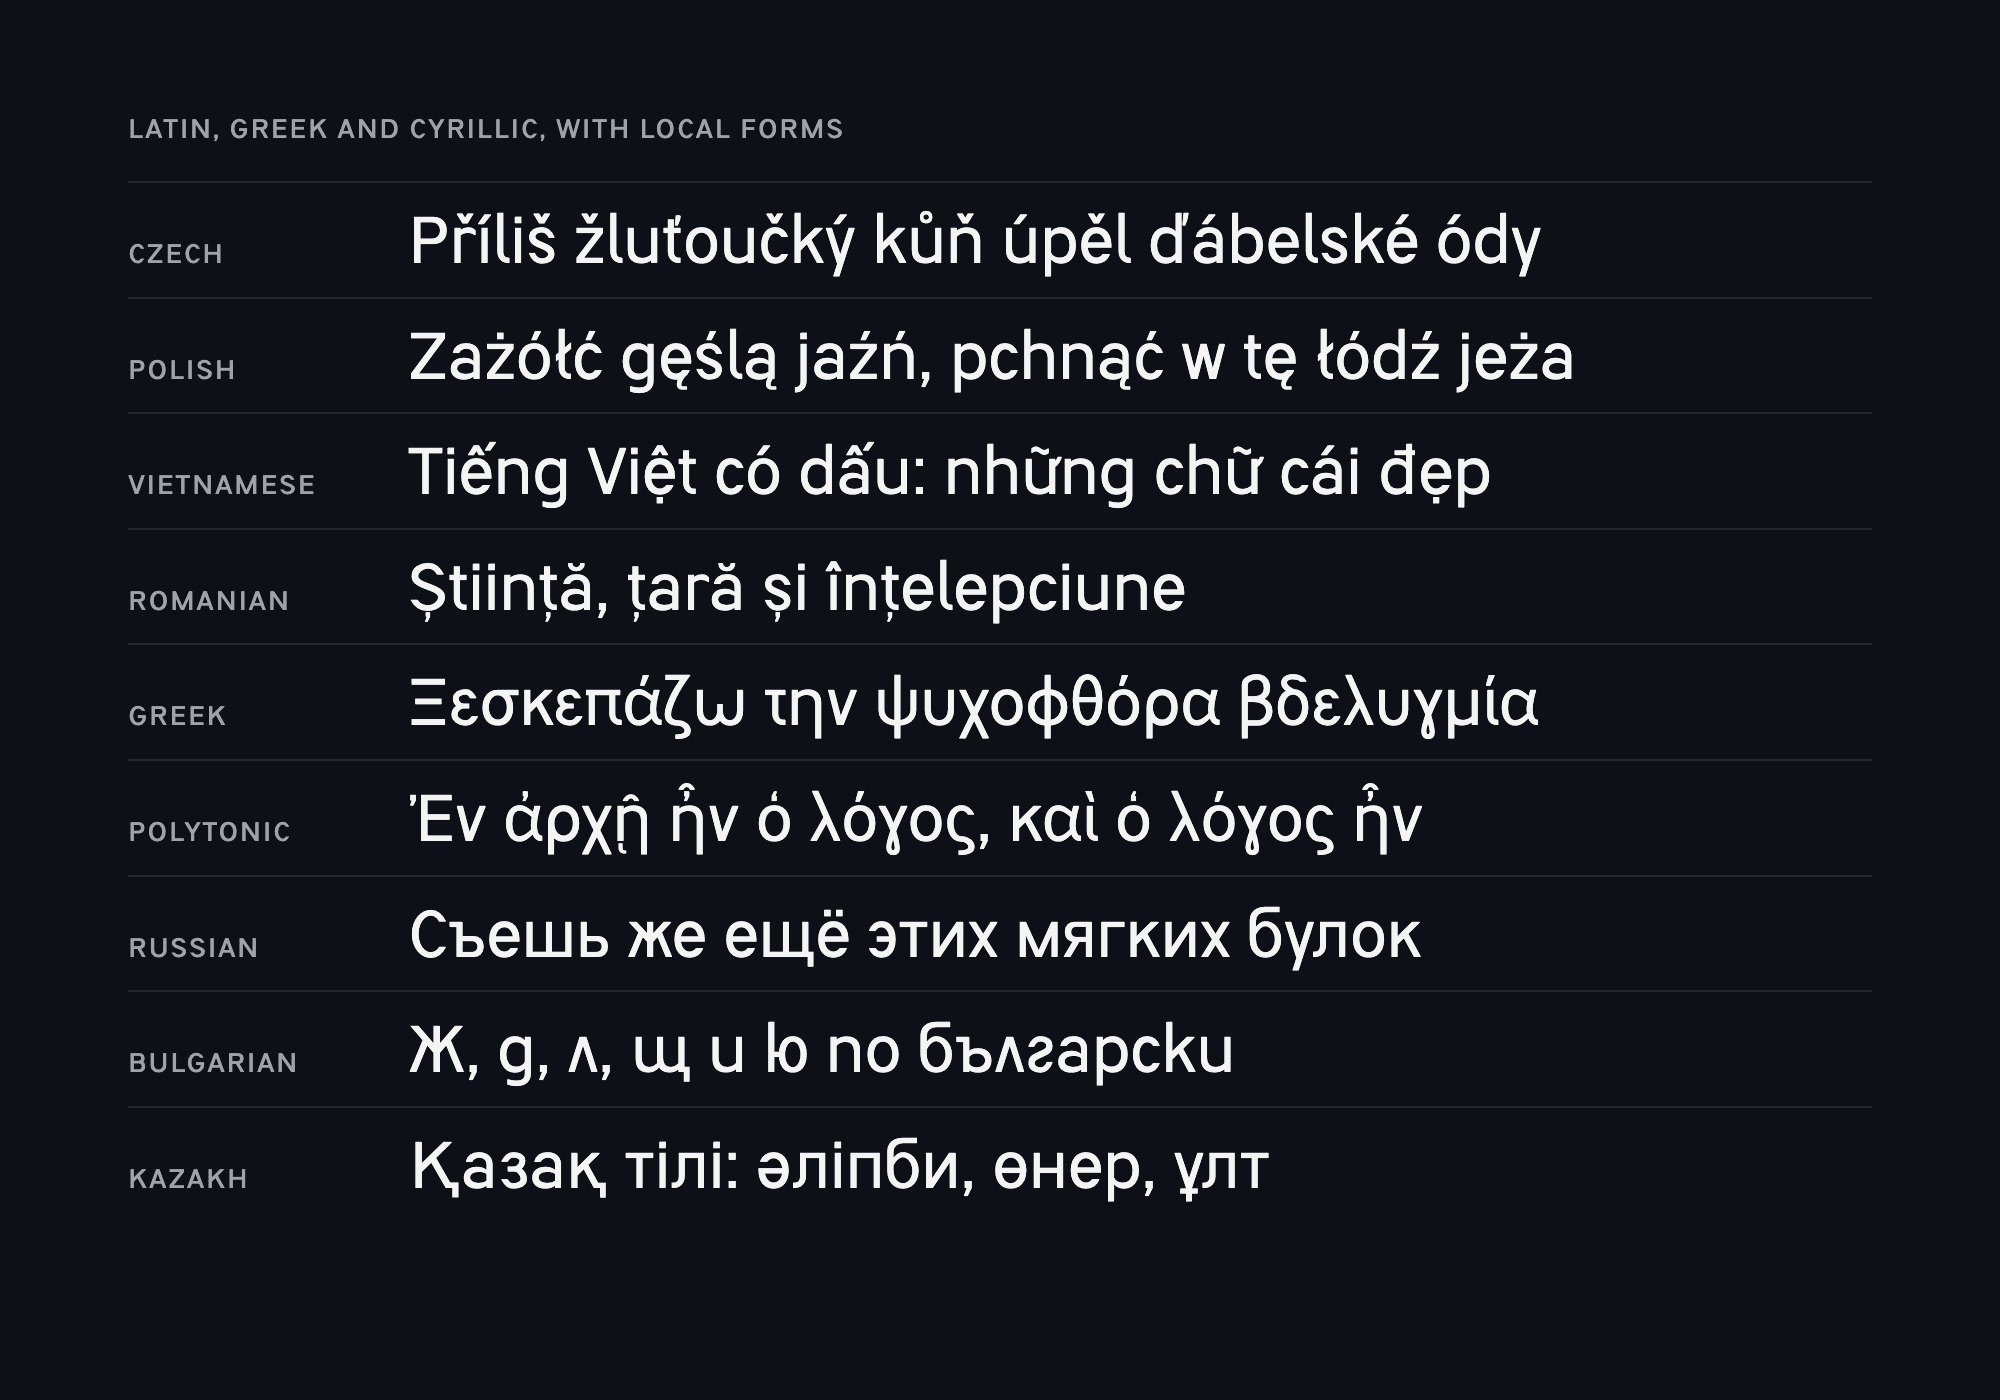 LATIN, GREEK AND CYRILLIC, WITH LOCAL FORMS
CZECH Příliš žluťoučký kůň úpěl ďábelské ódy
POLISH Zażółć gęślą jaźń, pchnąć w tę łódź jeża
VIETNAMESE Tiếng Việt có dấu: những chữ cái đẹp
ROMANIAN Știință, țară și înțelepciune
GREEK Ξεσκεπάζω την ψυχοφθόρα βδελυγμία
POLYTONIC Ἐν ἀρχῇ ἦν ὁ λόγος, καὶ ὁ λόγος ἦν
RUSSIAN Съешь же ещё этих мягких булок
BULGARIAN Ж, д, л, щ и ю по български
KAZAKH Қазақ тілі: әліпби, өнер, ұлт